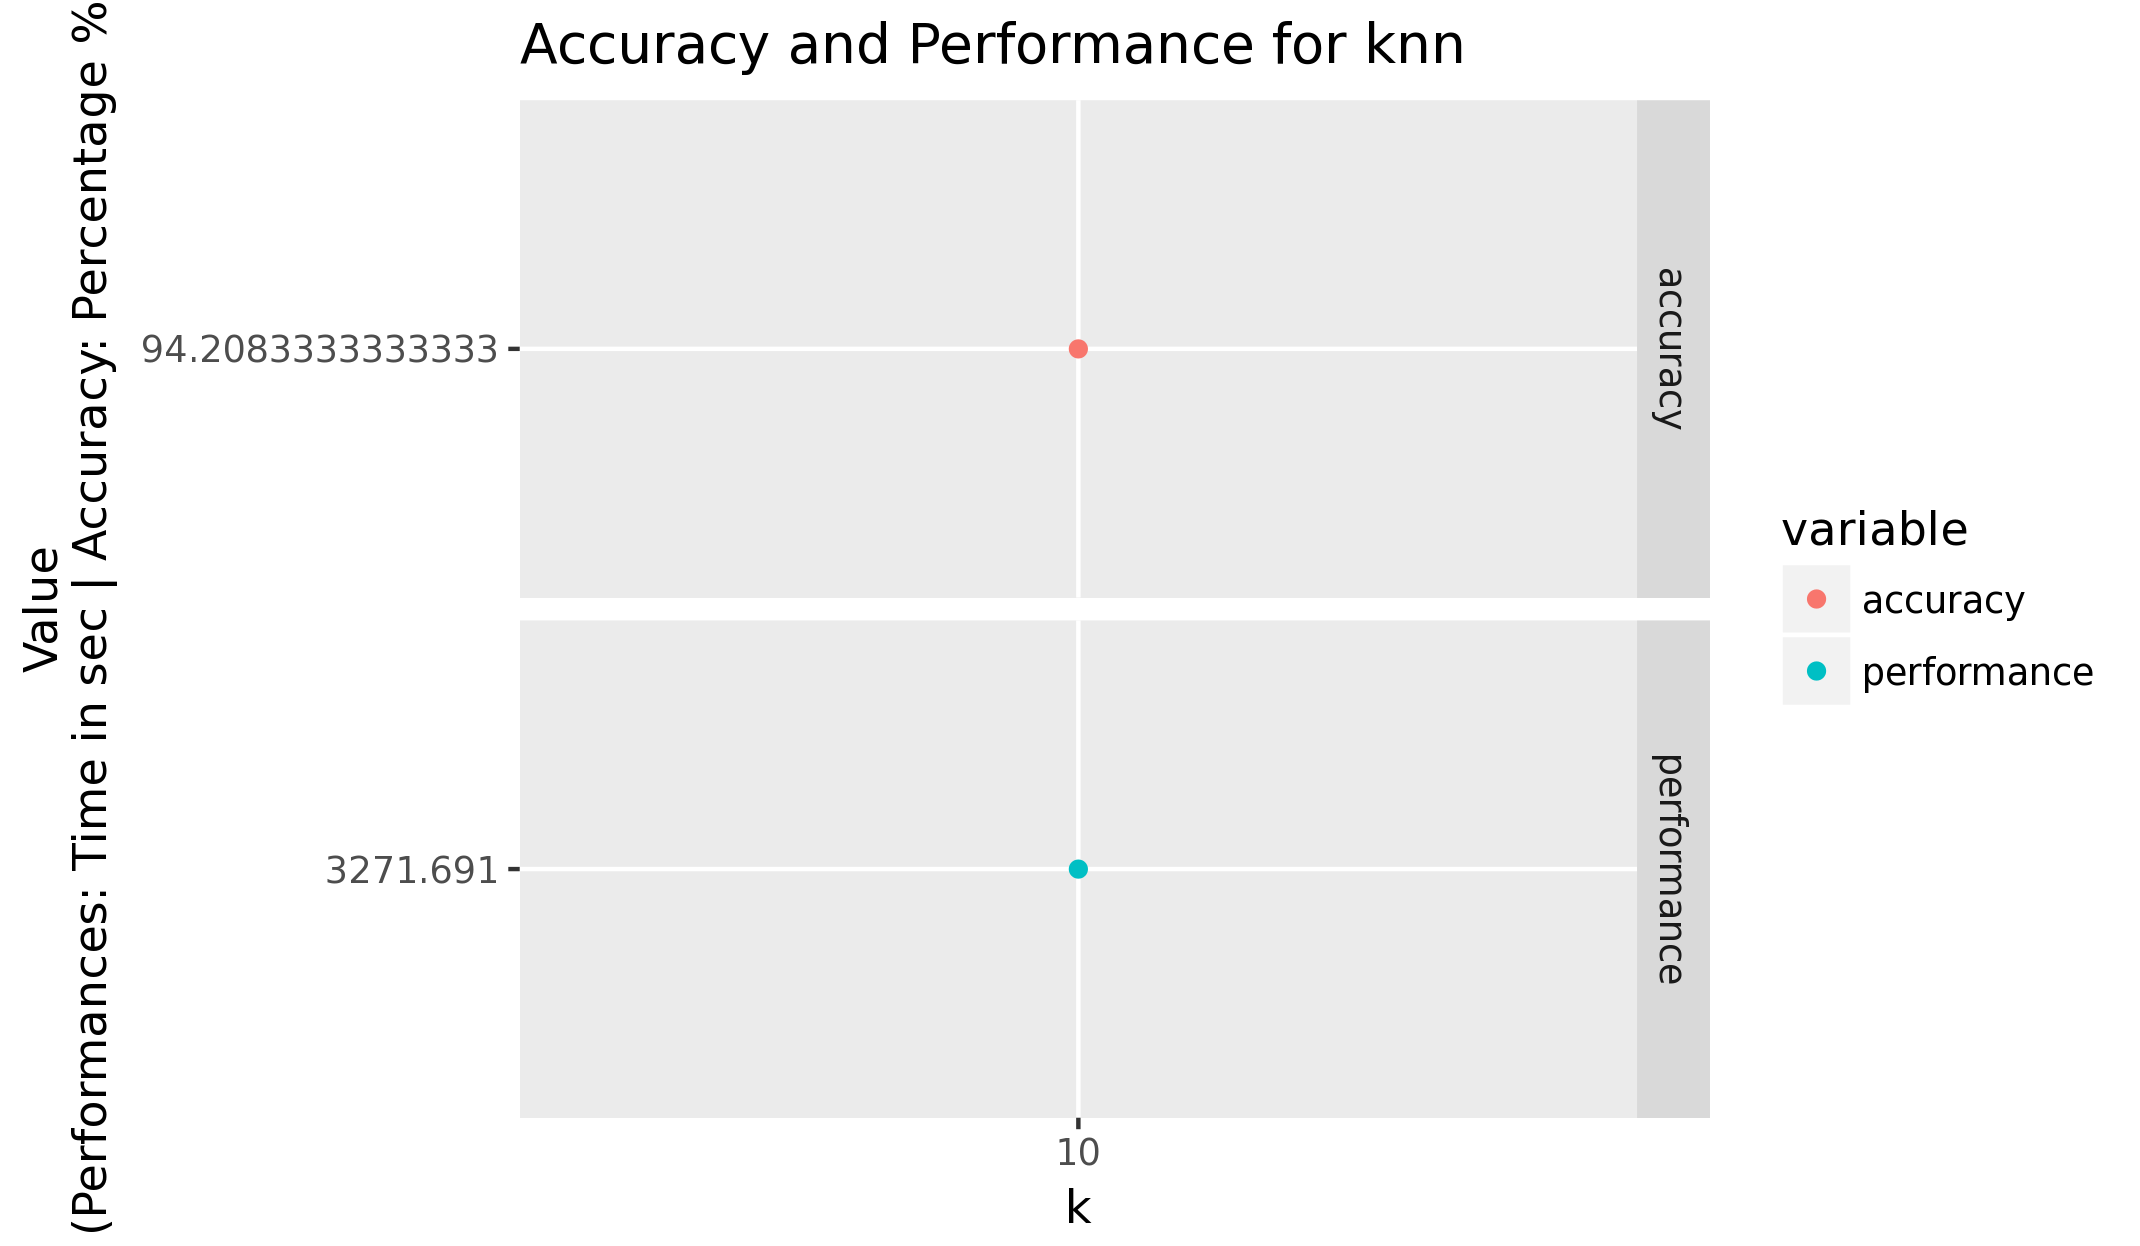 Accuracy and Performance for knn
Value
(Performances: Time in sec | Accuracy: Percentage %
94.2083333333333
accuracy
3271.691
performance
10
k
variable
accuracy
performance